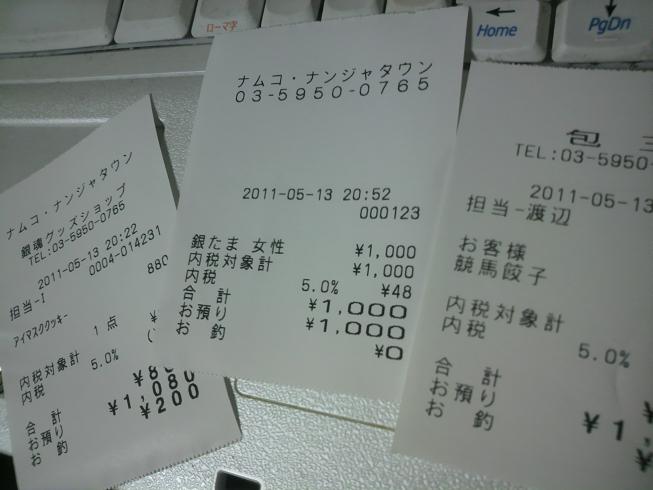 ローマ字
Home
PgDn
ナムコ・ナンジャタウン
銀魂グッズショップ
TEL:03-5950-0765
2011-05-13 20:22
0004-014231
担当-I
880
アイマスクッキー
1点 ¥
内税対象計
内税 5.0%
合計 ¥8
お預り ¥1,080
お釣 ¥200
ナムコ・ナンジャタウン
03-5950-0765
2011-05-13 20:52
000123
銀たま 女性 ¥1,000
内税対象計 ¥1,000
内税 5.0% ¥48
合計 ¥1,000
お預り ¥1,000
お釣 ¥0
包
TEL:03-5950-
2011-05-13
担当-渡辺
お客様
競馬餃子
内税対象計
内税 5.0%
合計 ¥
お預り ¥1,
お釣 ¥